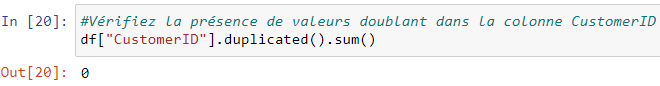 In [20]: #Vérifiez la présence de valeurs doublant dans la colonne CustomerID
df["CustomerID"].duplicated().sum()
Out[20]: 0